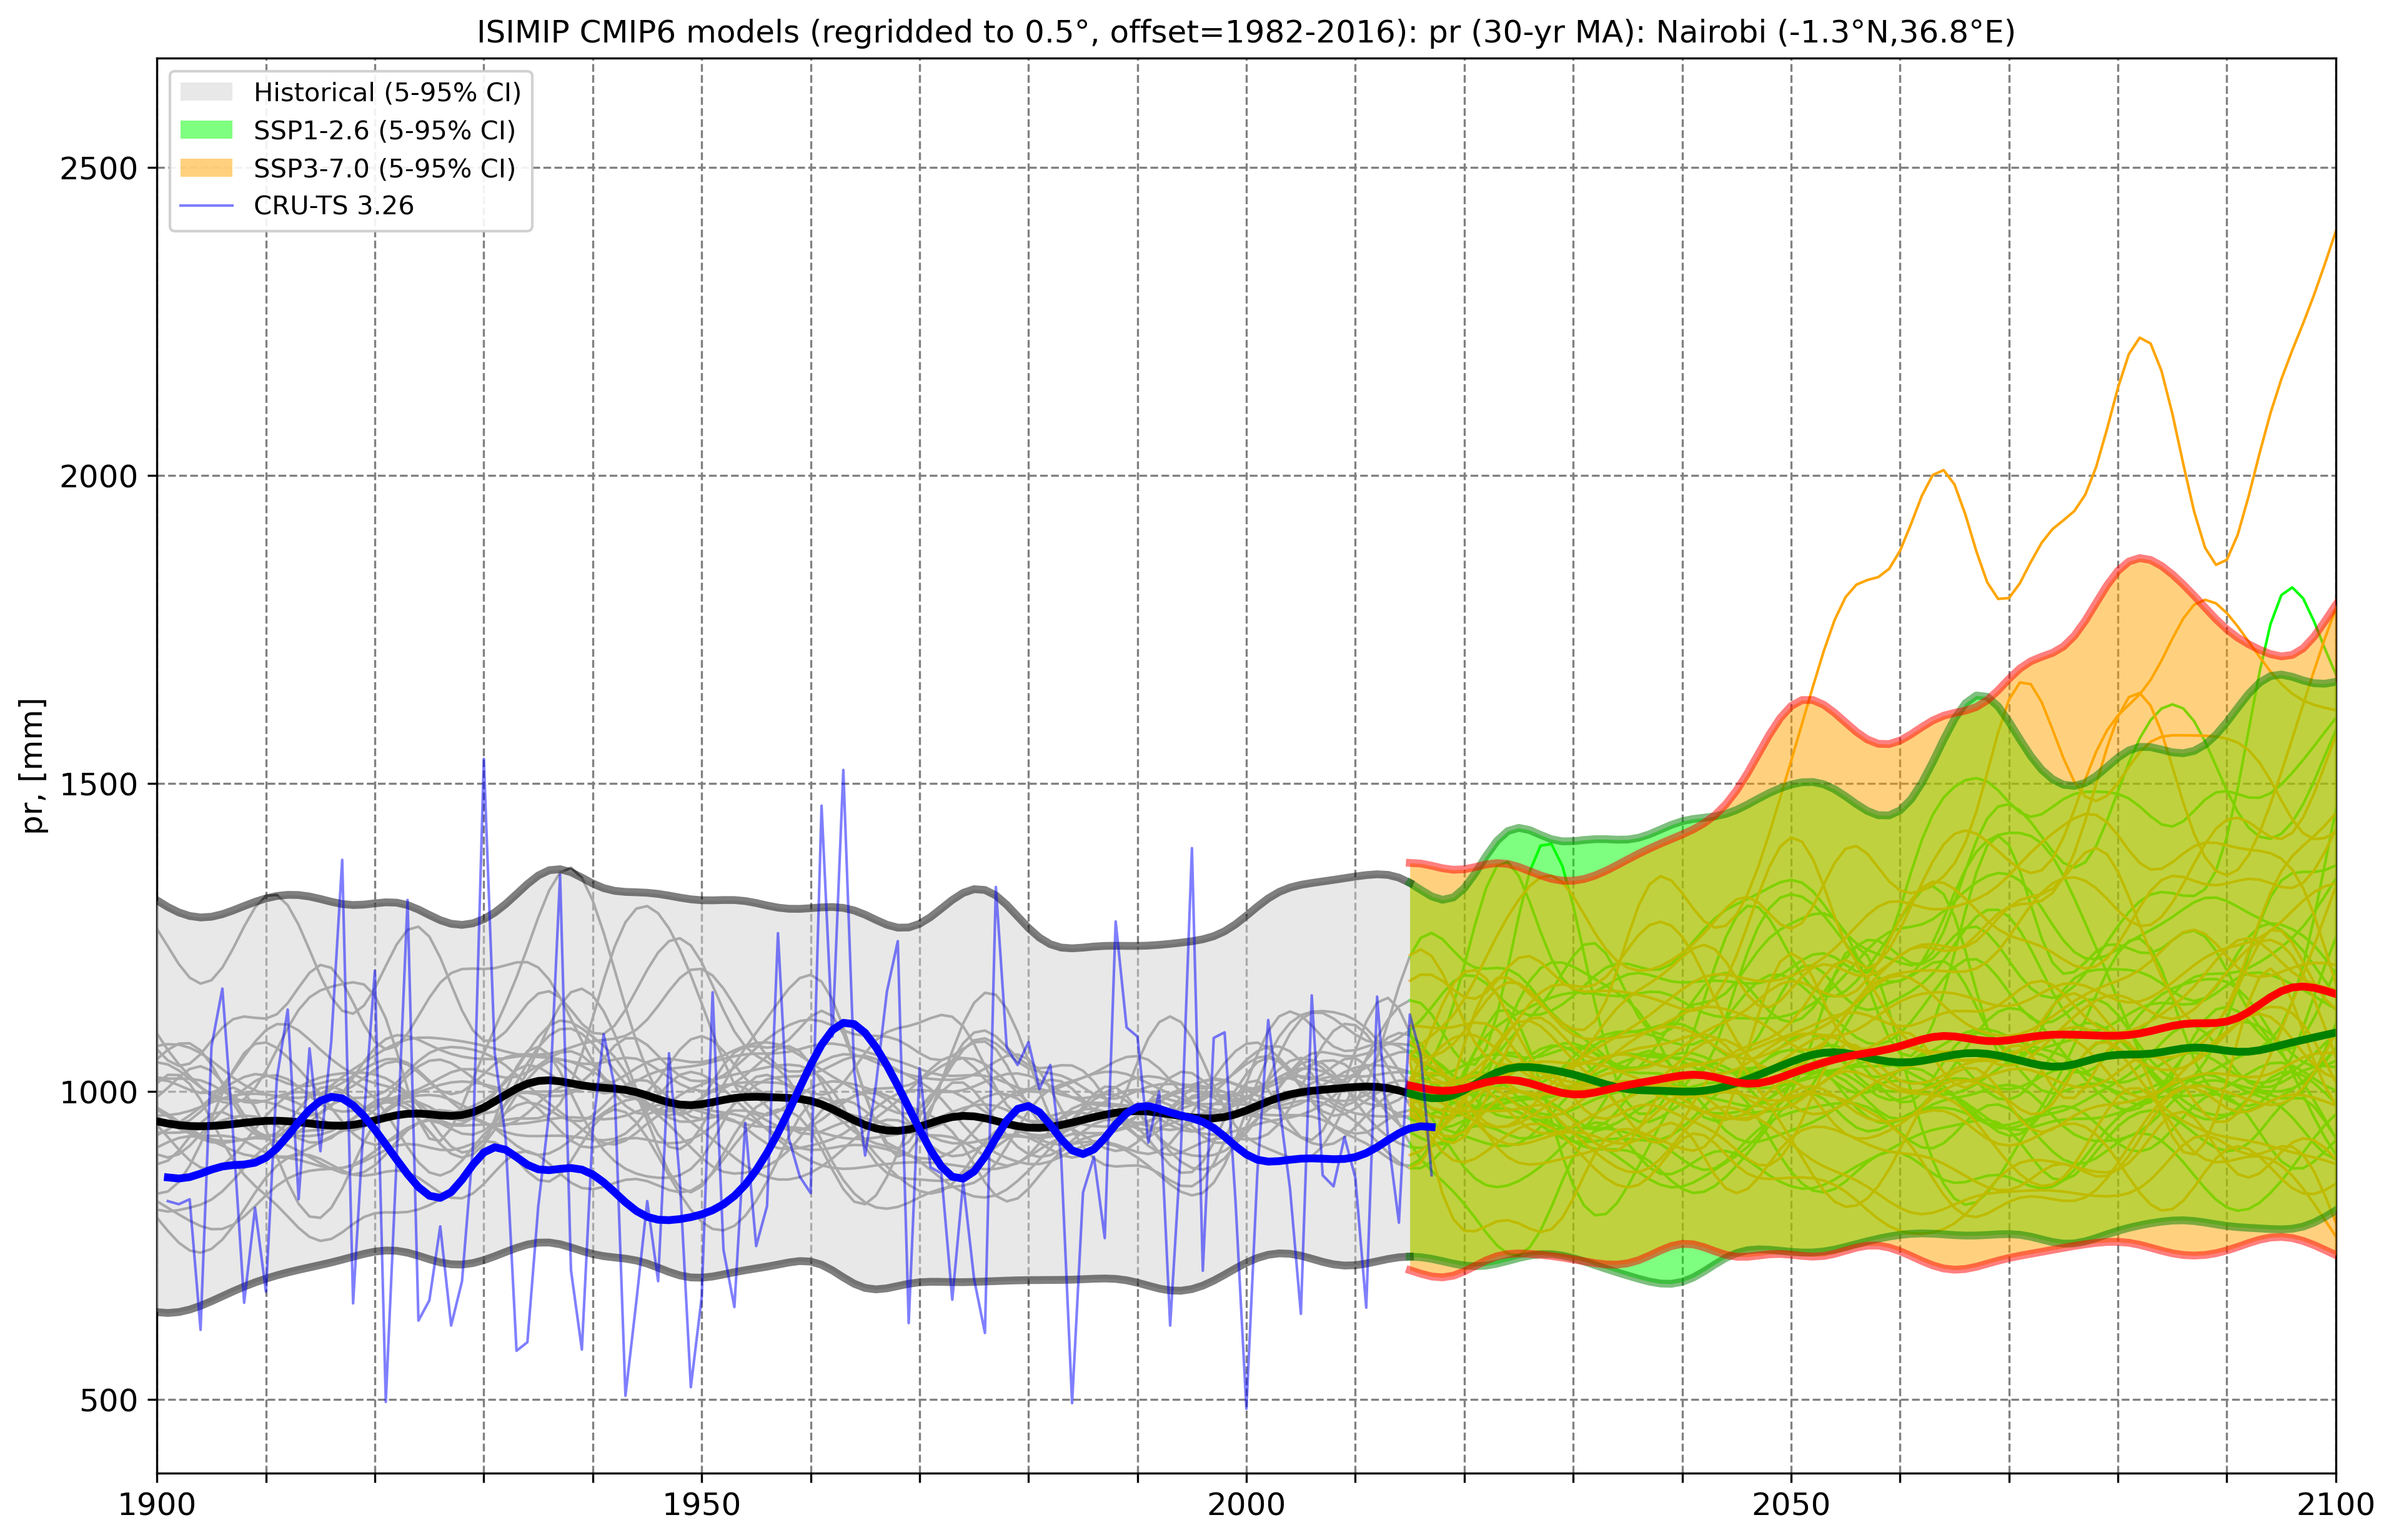 ISIMIP CMIP6 models (regridded to 0.5°, offset=1982-2016): pr (30-yr MA): Nairobi (-1.3°N,36.8°E)
Historical (5-95% CI)
SSP1-2.6 (5-95% CI)
SSP3-7.0 (5-95% CI)
CRU-TS 3.26
pr, [mm]
2500
2000
1500
1000
500
1900
1950
2000
2050
2100